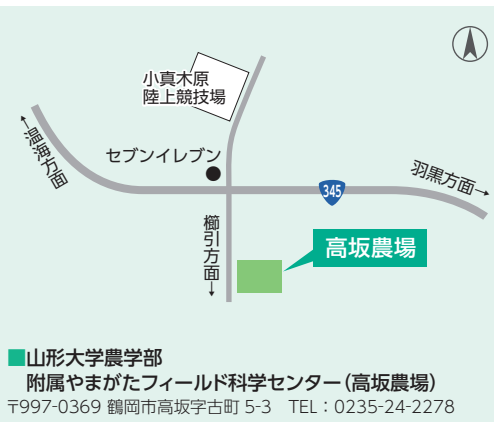 小真木原
陸上競技場
←温海方面
セブンイレブン
羽黒方面→
345
櫛引方面→
高坂農場
■山形大学農学部
附属やまがたフィールド科学センター(高坂農場)
〒997-0369 鶴岡市高坂字古町 5-3 TEL:0235-24-2278